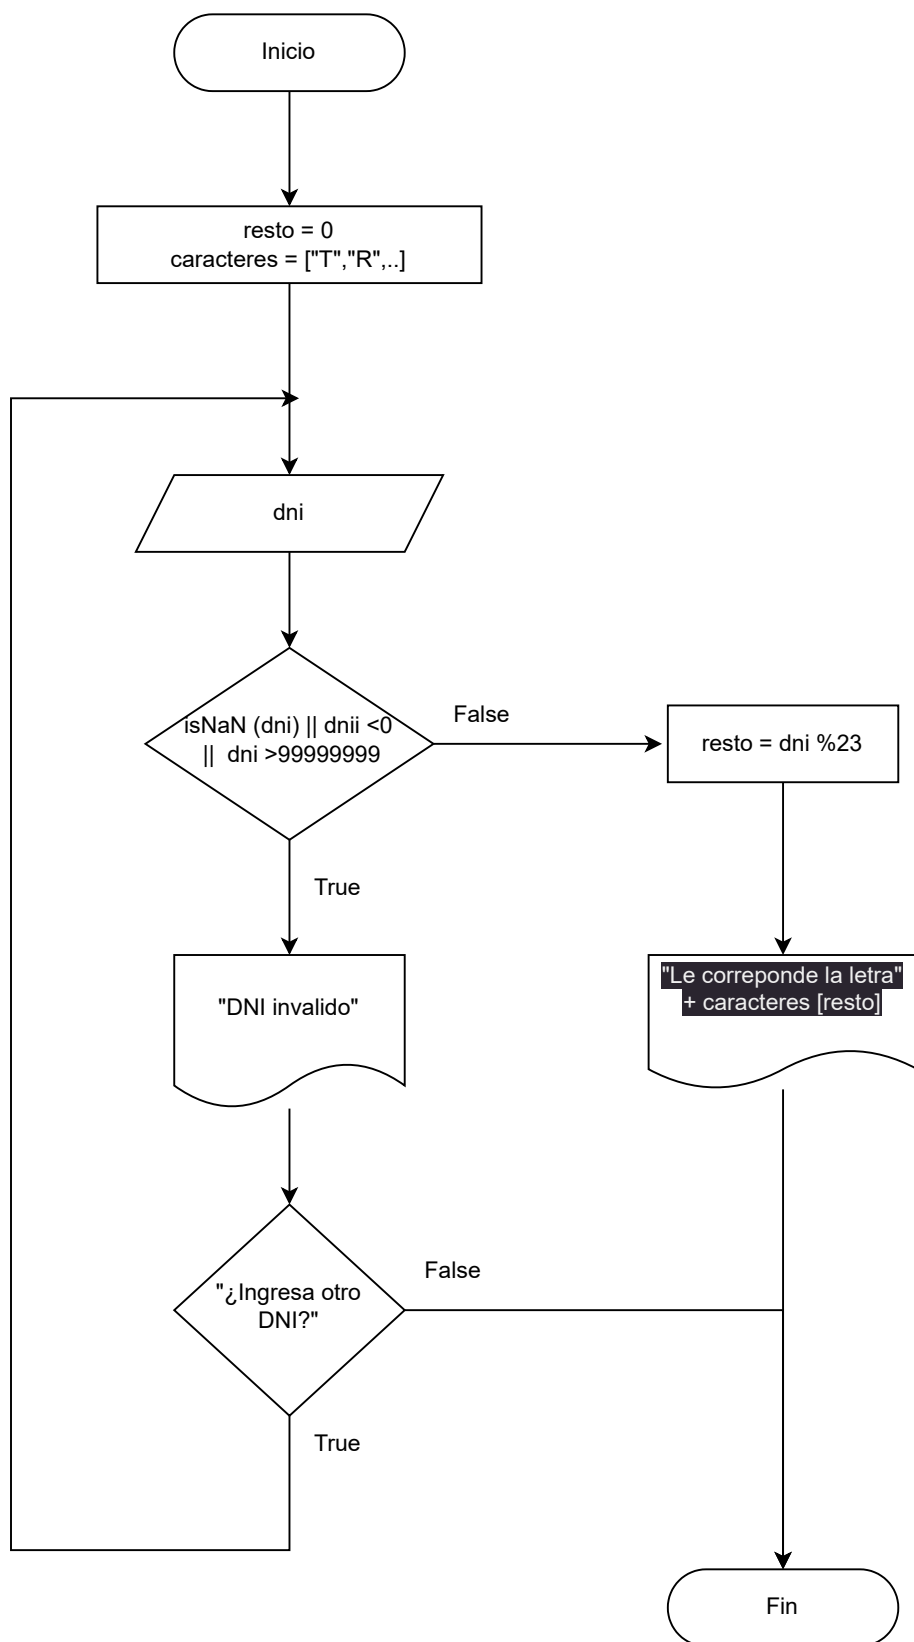 Inicio
resto = 0
caracteres = ["T","R",..]
dni
isNaN (dni) || dnii <0
||  dni >99999999
False
resto = dni %23
True
"DNI invalido"
"Le correponde la letra"
+ caracteres [resto]
"¿Ingresa otro
DNI?"
False
True
Fin